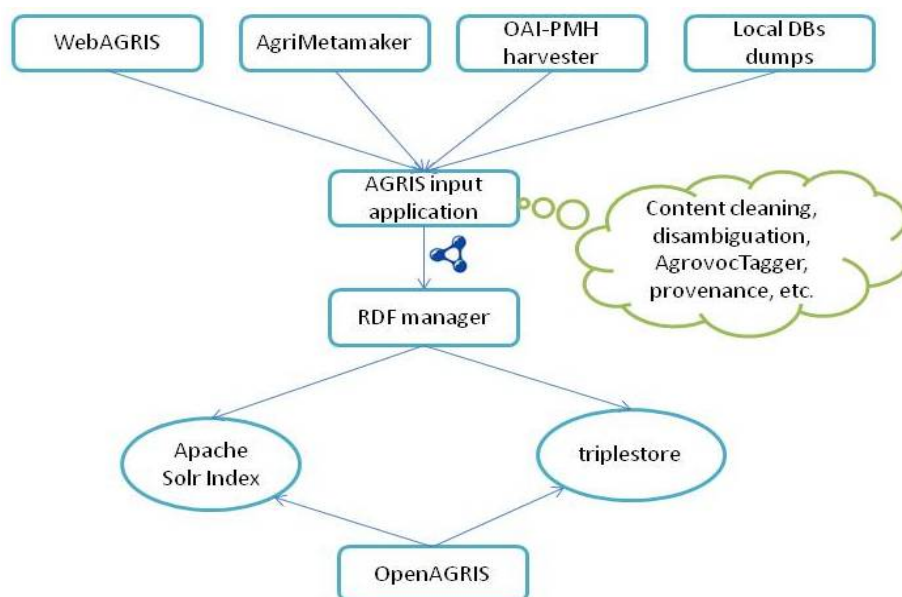 WebAGRIS
AgriMetamaker
OAI-PMH
harvester
Local DBs
dumps
AGRIS input
application
Content cleaning,
disambiguation,
AgrovocTagger,
provenance, etc.
RDF manager
Apache
Solr Index
triplestore
OpenAGRIS